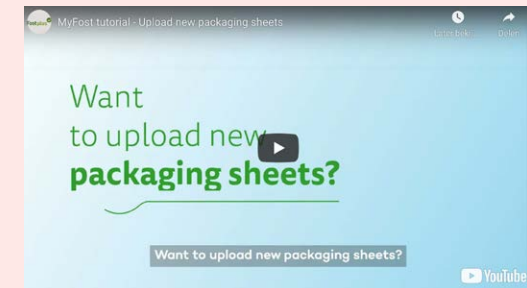 MyFost tutorial - Upload new packaging sheets
Delen
Want
to upload new
packaging sheets?
Want to upload new packaging sheets?
YouTube